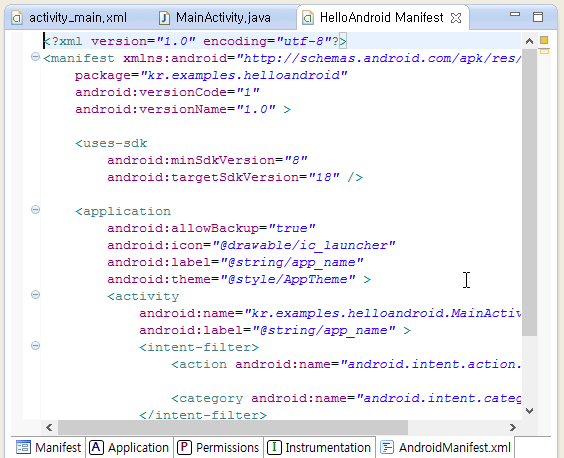 activity_main.xml MainActivity.java HelloAndroid Manifest
<?xml version="1.0" encoding="utf-8"?>
<manifest xmlns:android="http://schemas.android.com/apk/res/
package="kr.examples.helloandroid"
android:versionCode="1"
android:versionName="1.0" >
<uses-sdk
android:minSdkVersion="8"
android:targetSdkVersion="18" />
<application
android:allowBackup="true"
android:icon="@drawable/ic_launcher"
android:label="@string/app_name"
android:theme="@style/AppTheme" >
<activity
android:name="kr.examples.helloandroid.MainActiv
android:label="@string/app_name" >
<intent-filter>
<action android:name="android.intent.action.
<category android:name="android.intent.categ
</intent-filter>
Manifest A Application P Permissions I Instrumentation AndroidManifest.xml